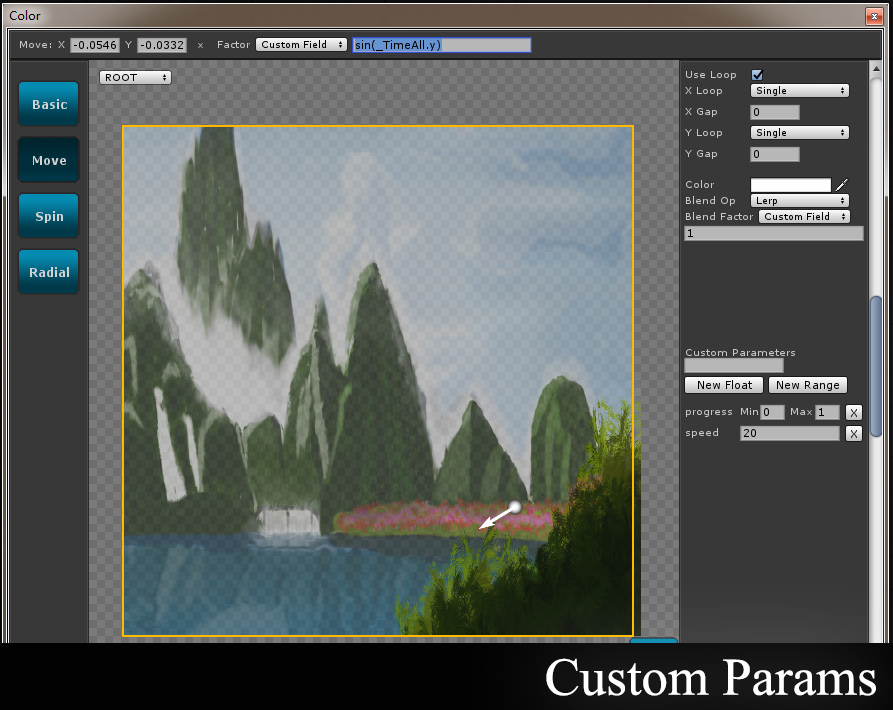 Color
Move: X -0.0546 Y -0.0332 × Factor Custom Field sin(_TimeAll.y)
ROOT
Basic
Move
Spin
Radial
Use Loop
X Loop Single
X Gap 0
Y Loop Single
Y Gap 0
Color
Blend Op Lerp
Blend Factor Custom Field
1
Custom Parameters
New Float New Range
progress Min 0 Max 1 X
speed 20 X
Custom Params